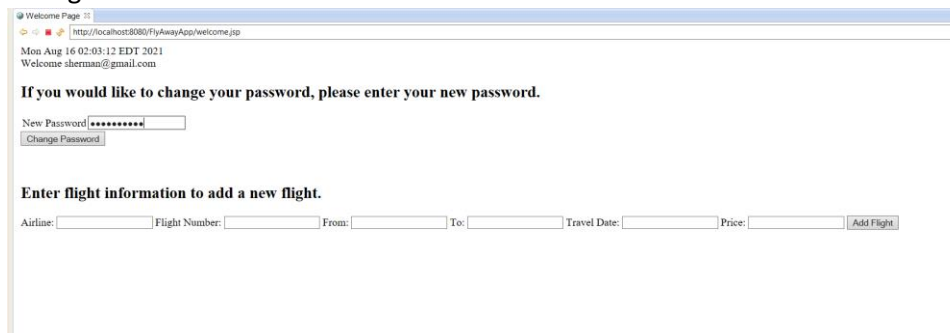 Welcome Page
http://localhost:8080/FlyAwayApp/welcome.jsp
Mon Aug 16 02:03:12 EDT 2021
Welcome sherman@gmail.com
If you would like to change your password, please enter your new password.
New Password ••••••••••
Change Password
Enter flight information to add a new flight.
Airline: Flight Number: From: To: Travel Date: Price: Add Flight